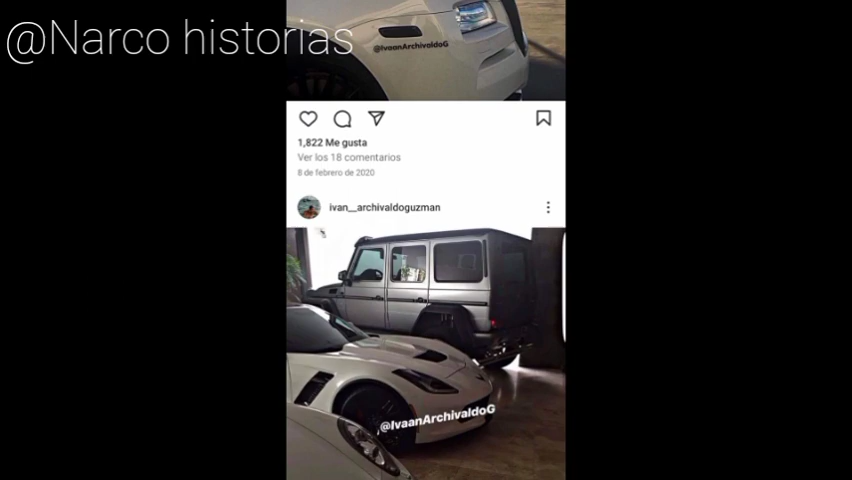 @Narco historias
@IvaanArchivaldoG
1,822 Me gusta
Ver los 18 comentarios
8 de febrero de 2020
ivan__archivaldoguzman
@IvaanArchivaldoG